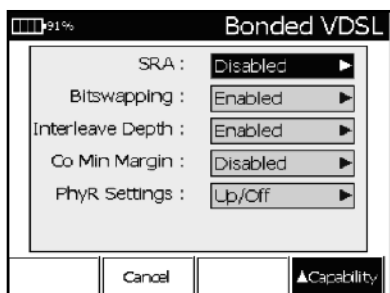 91% Bonded VDSL
SRA : Disabled
Bitswapping : Enabled
Interleave Depth : Enabled
Co Min Margin : Disabled
PhyR Settings : Up/Off
Cancel ▲Capability